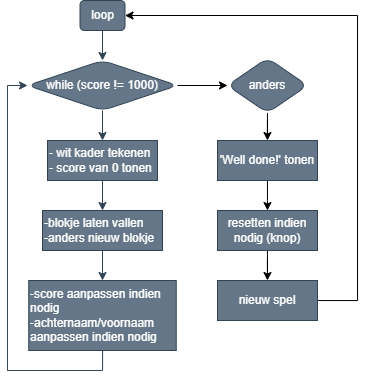 loop
while (score != 1000)
anders
- wit kader tekenen
- score van 0 tonen
'Well done!' tonen
-blokje laten vallen
-anders nieuw blokje
resetten indien
nodig (knop)
-score aanpassen indien
nodig
-achternaam/voornaam
aanpassen indien nodig
nieuw spel